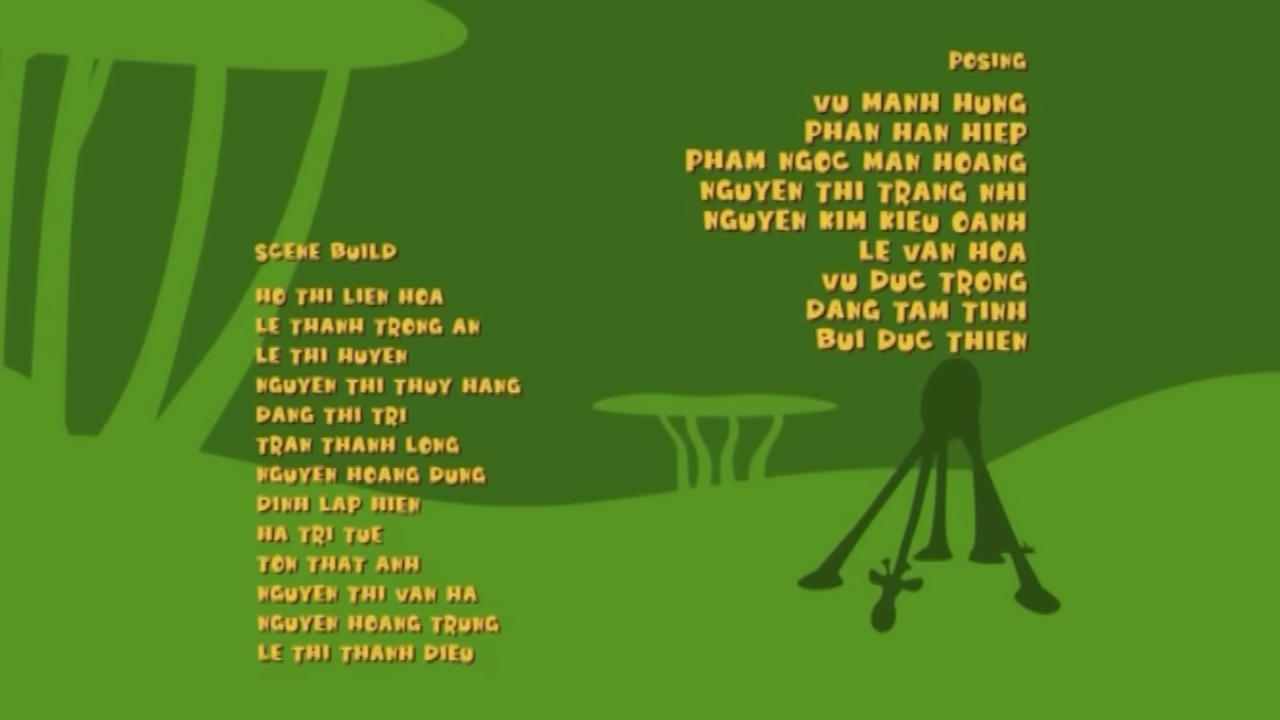 POSING
VU MANH HUNG
PHAN HAN HIEP
PHAM NGOC MAN HOANG
NGUYEN THI TRANG NHI
NGUYEN KIM KIEU OANH
LE VAN HOA
VU DUC TRONG
DANG TAM TINH
BUI DUC THIEN
SCENE BUILD
HO THI LIEN HOA
LE THANH TRONG AN
LE THI HUYEN
NGUYEN THI THUY HANG
DANG THI TRI
TRAN THANH LONG
NGUYEN HOANG DUNG
DINH LAP HIEN
HA TRI TUE
TON THAT ANH
NGUYEN THI VAN HA
NGUYEN HOANG TRUNG
LE THI THANH DIEU